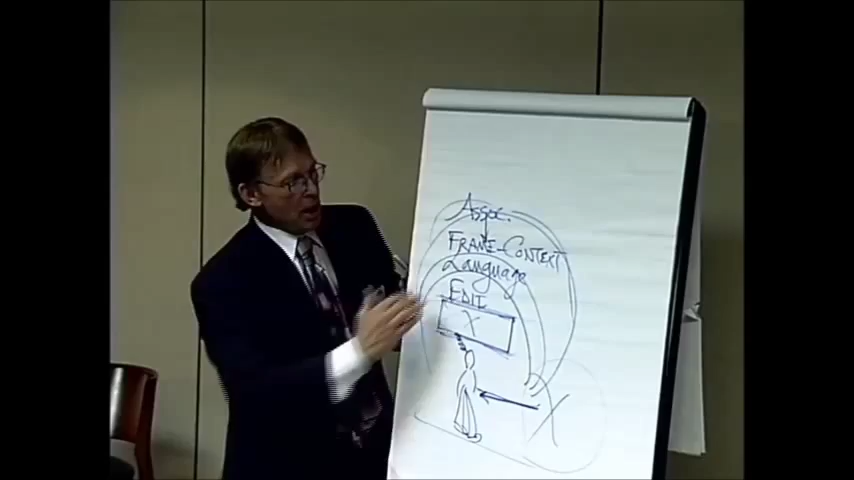 Assoc.
FRAME-CONTEXT
Language
EDIT
X
X